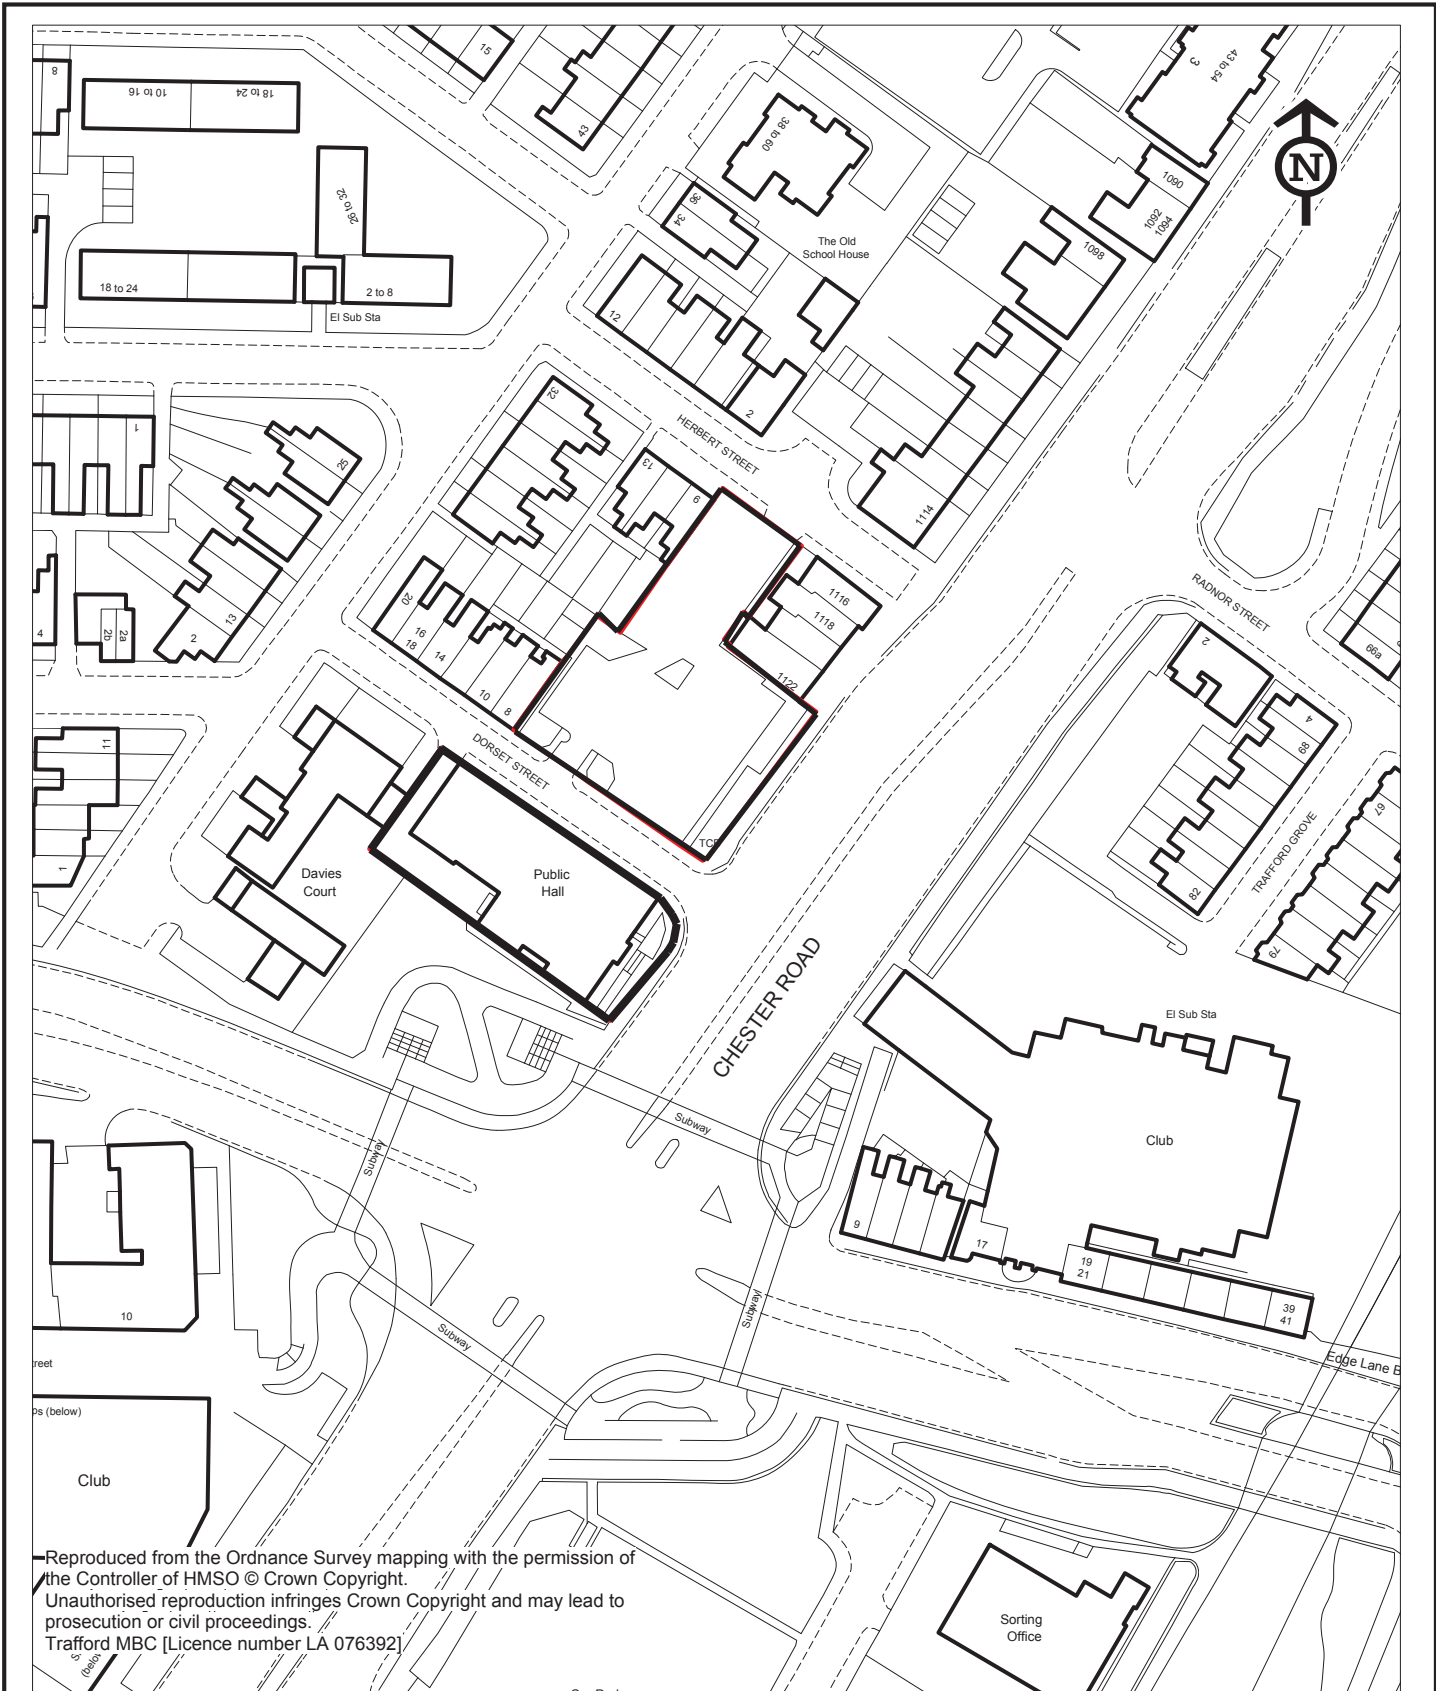 15
8
10 to 16
18 to 24
43
43 to 54
3
N
38 to 60
1090
1092
1094
26 to 32
36
34
The Old
School House
1098
18 to 24
2 to 8
El Sub Sta
12
2
32
HERBERT STREET
1
25
13
9
1114
RADNOR STREET
1116
1118
20
16
18
14
10
8
1122
4
2b
2a
2
13
2
66a
4
68
DORSET STREET
11
1
Davies
Court
Public
Hall
CHESTER ROAD
TRAFFORD GROVE
67
82
79
El Sub Sta
Subway
Subway
Club
9
17
19
21
39
41
10
Subway
Subway
Edge Lane
Club
(below)
Reproduced from the Ordnance Survey mapping with the permission of
the Controller of HMSO © Crown Copyright.
Unauthorised reproduction infringes Crown Copyright and may lead to
prosecution or civil proceedings.
Trafford MBC [Licence number LA 076392]
Sorting
Office